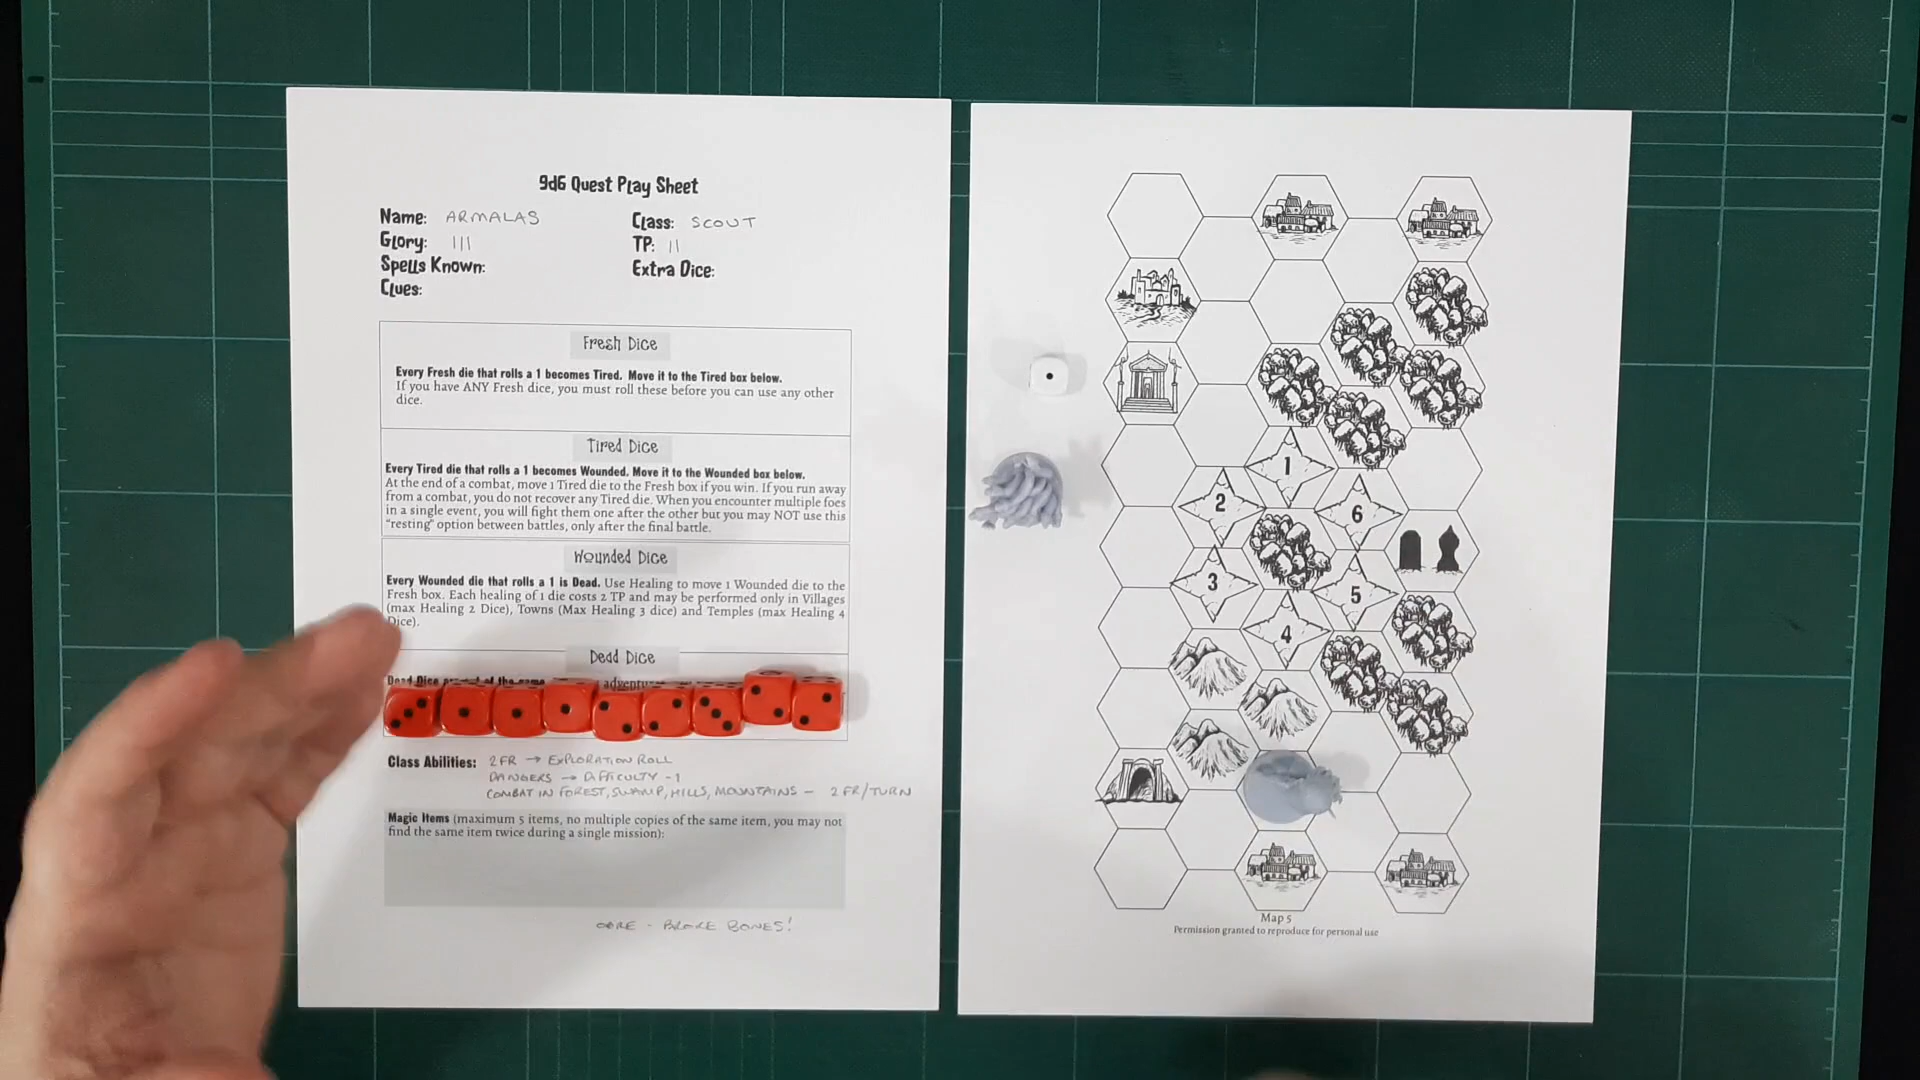 9d6 Quest Play Sheet
Name: ARMALAS
Class: SCOUT
Glory: III
TP: II
Spells Known:
Extra Dice:
Clues:
Fresh Dice
Every Fresh die that rolls a 1 becomes Tired. Move it to the Tired box below.
If you have ANY Fresh dice, you must roll these before you can use any other
dice.
Tired Dice
Every Tired die that rolls a 1 becomes Wounded. Move it to the Wounded box below.
At the end of a combat, move 1 Tired die to the Fresh box if you win. If you run away
from a combat, you do not recover any Tired die. When you encounter multiple foes
in a single event, you will fight them one after the other but you may NOT use this
"resting" option between battles, only after the final battle.
Wounded Dice
Every Wounded die that rolls a 1 is Dead. Use Healing to move 1 Wounded die to the
Fresh box. Each healing of 1 die costs 2 TP and may be performed only in Villages
(max Healing 2 Dice), Towns (Max Healing 3 dice) and Temples (max Healing 4
Dice).
Dead Dice
Dead Dice of the
Class Abilities: 2FR → EXPLORATION ROLL
DANGERS → DIFFICULTY -1
COMBAT IN FOREST, SWAMP, HILLS, MOUNTAINS - 2FR/TURN
Magic Items (maximum 5 items, no multiple copies of the same item, you may not
find the same item twice during a single mission):
BONES!
1
2
6
3
5
4
Map 5
Permission granted to reproduce for personal use